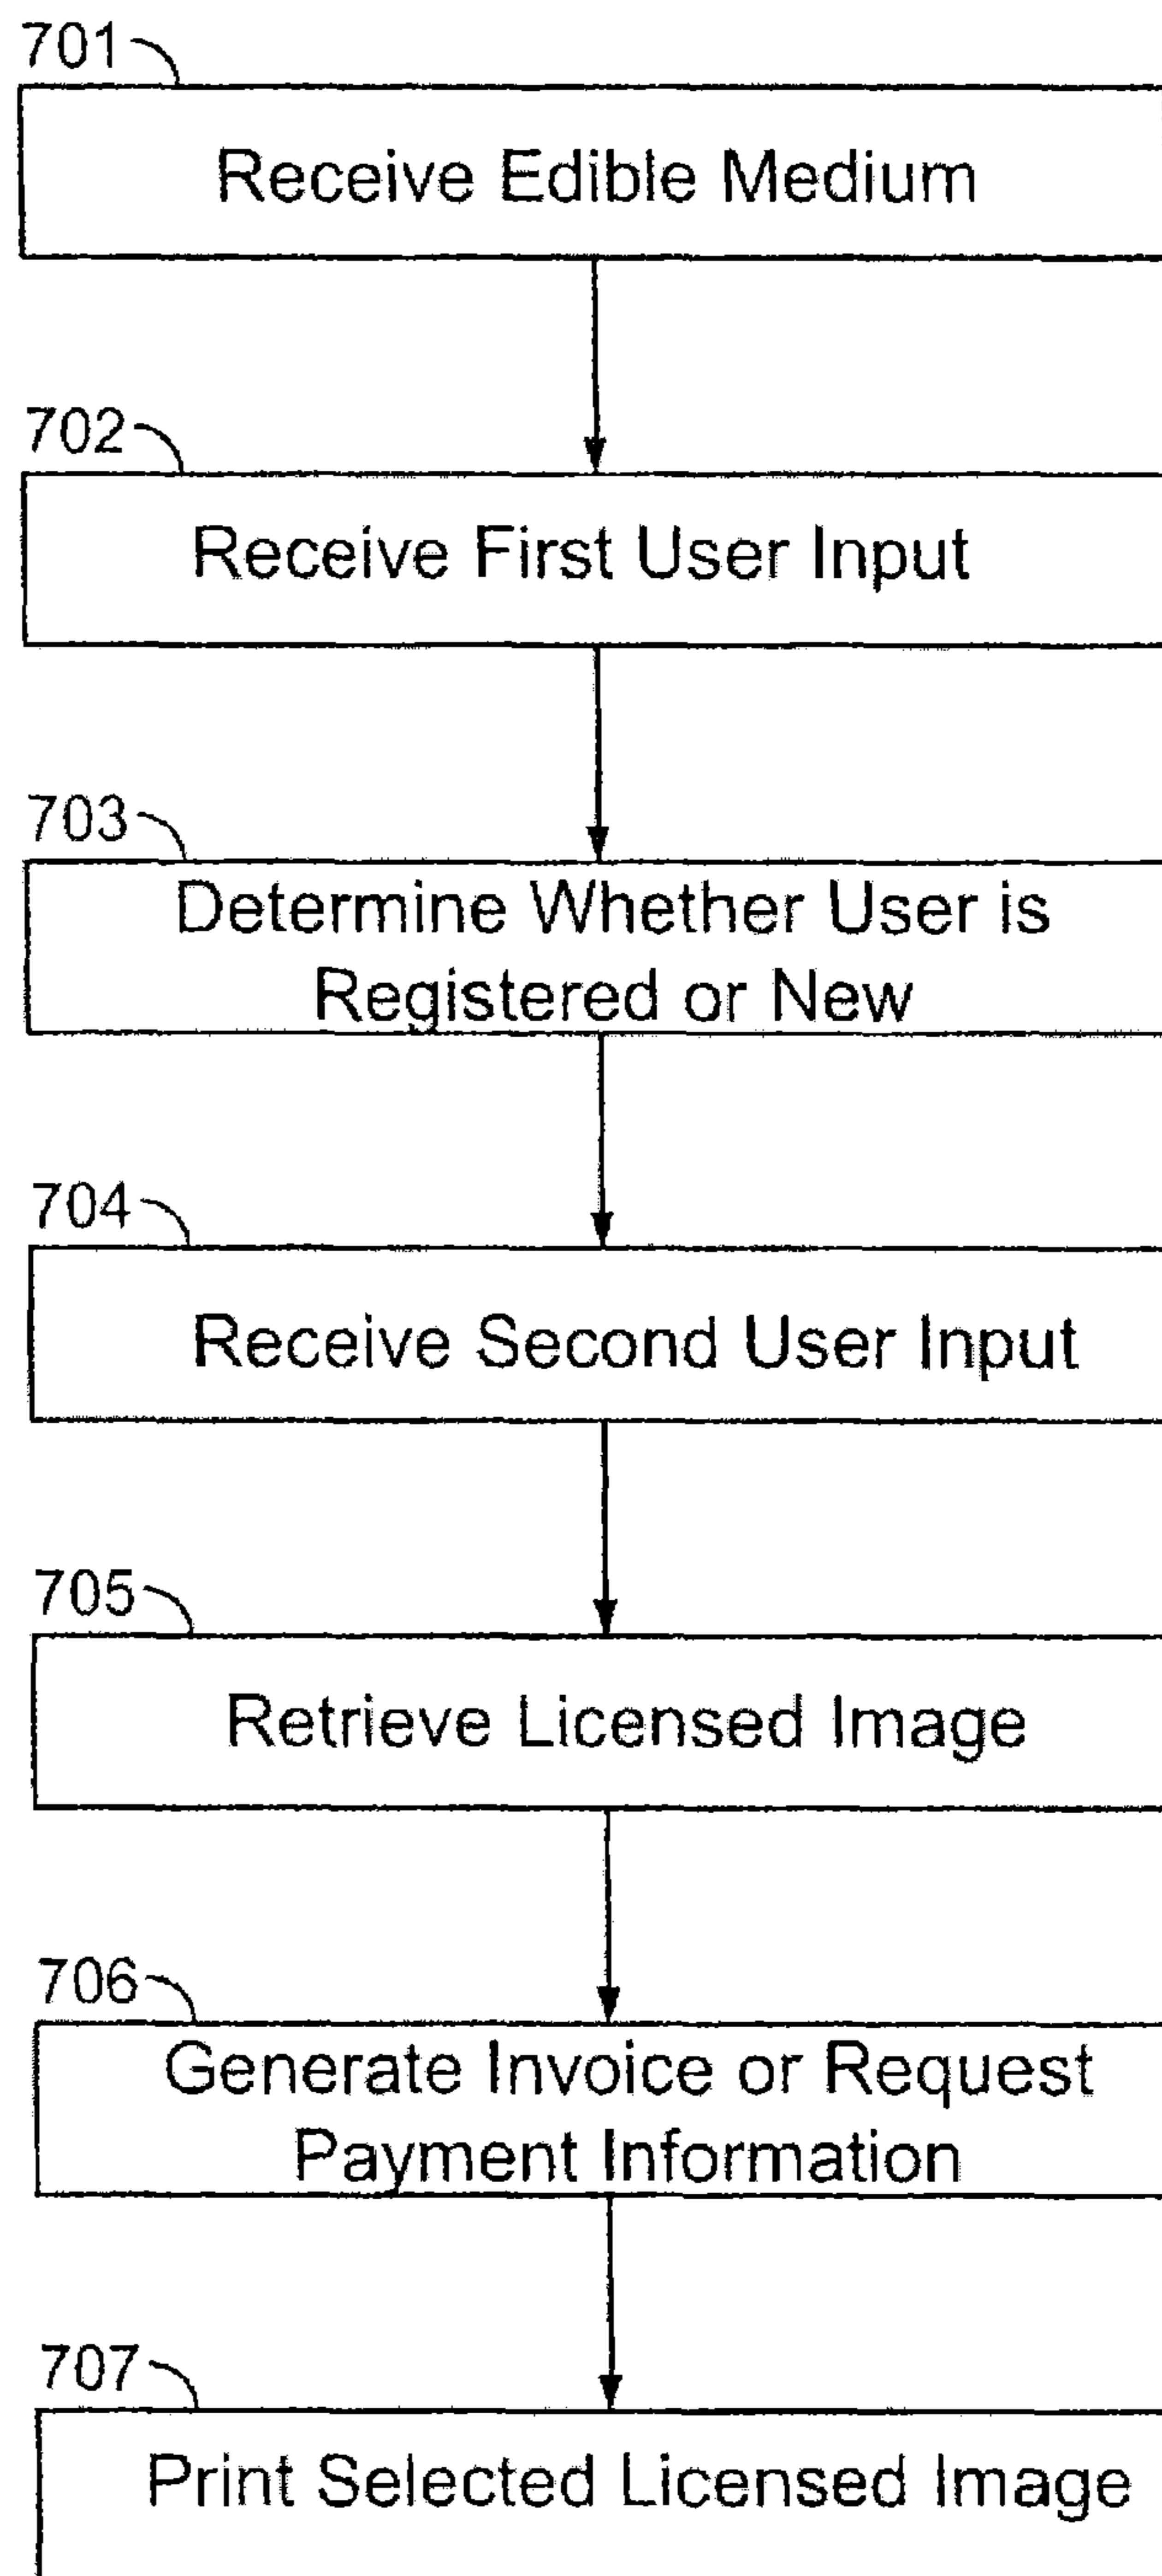 701
Receive Edible Medium
702
Receive First User Input
703
Determine Whether User is
Registered or New
704
Receive Second User Input
705
Retrieve Licensed Image
706
Generate Invoice or Request
Payment Information
707
Print Selected Licensed Image